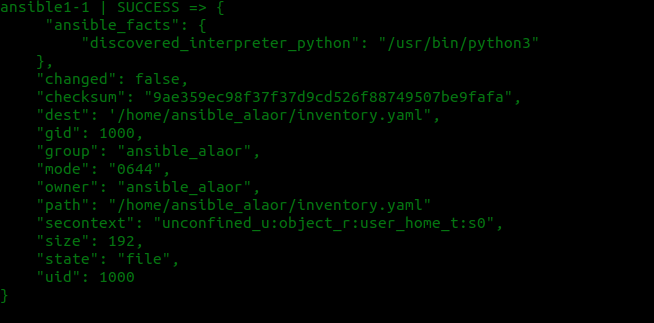 ansible1-1 | SUCCESS => {
"ansible_facts": {
"discovered_interpreter_python": "/usr/bin/python3"
},
"changed": false,
"checksum": "9ae359ec98f37f37d9cd526f88749507be9fafa",
"dest": '/home/ansible_alaor/inventory.yaml",
"gid": 1000,
"group": "ansible_alaor",
"mode": "0644",
"owner": "ansible_alaor",
"path": "/home/ansible_alaor/inventory.yaml"
"secontext": "unconfined_u:object_r:user_home_t:s0",
"size": 192,
"state": "file",
"uid": 1000
}